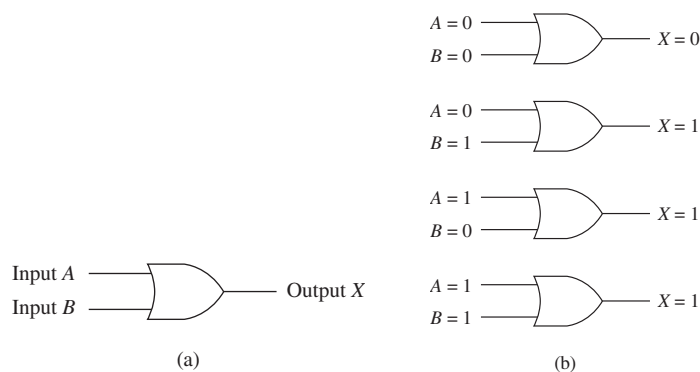 Input A
Input B
Output X
(a)
A = 0
B = 0
X = 0
A = 0
B = 1
X = 1
A = 1
B = 0
X = 1
A = 1
B = 1
X = 1
(b)